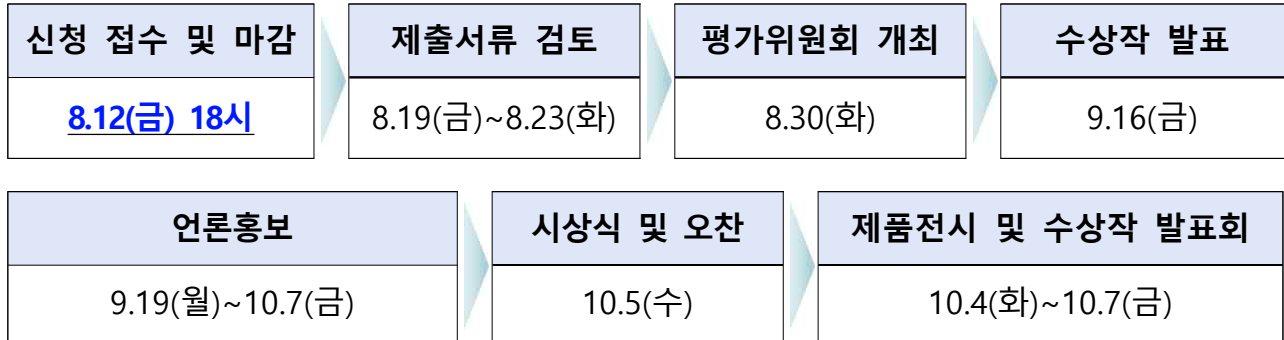 신청 접수 및 마감
8.12(금) 18시
제출서류 검토
8.19(금)~8.23(화)
평가위원회 개최
8.30(화)
수상작 발표
9.16(금)
언론홍보
9.19(월)~10.7(금)
시상식 및 오찬
10.5(수)
제품전시 및 수상작 발표회
10.4(화)~10.7(금)